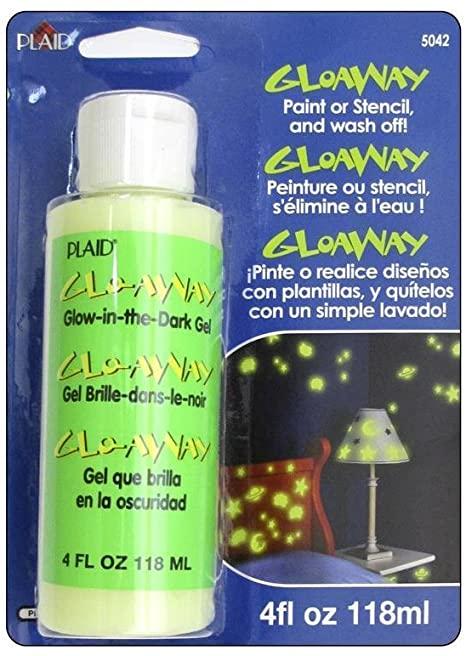 PLAID
5042
GLOAWAY
Paint or Stencil,
and wash off!
GLOAWAY
Peinture ou stencil,
s'élimine à l'eau !
GLOAWAY
¡Pinte o realice diseños
con plantillas, y quítelos
con un simple lavado!
PLAID®
GLOAWAY
Glow-in-the-Dark Gel
GLOAWAY
Gel Brille-dans-le-noir
GLOAWAY
Gel que brilla
en la oscuridad
4 FL OZ 118 ML
4fl oz 118ml